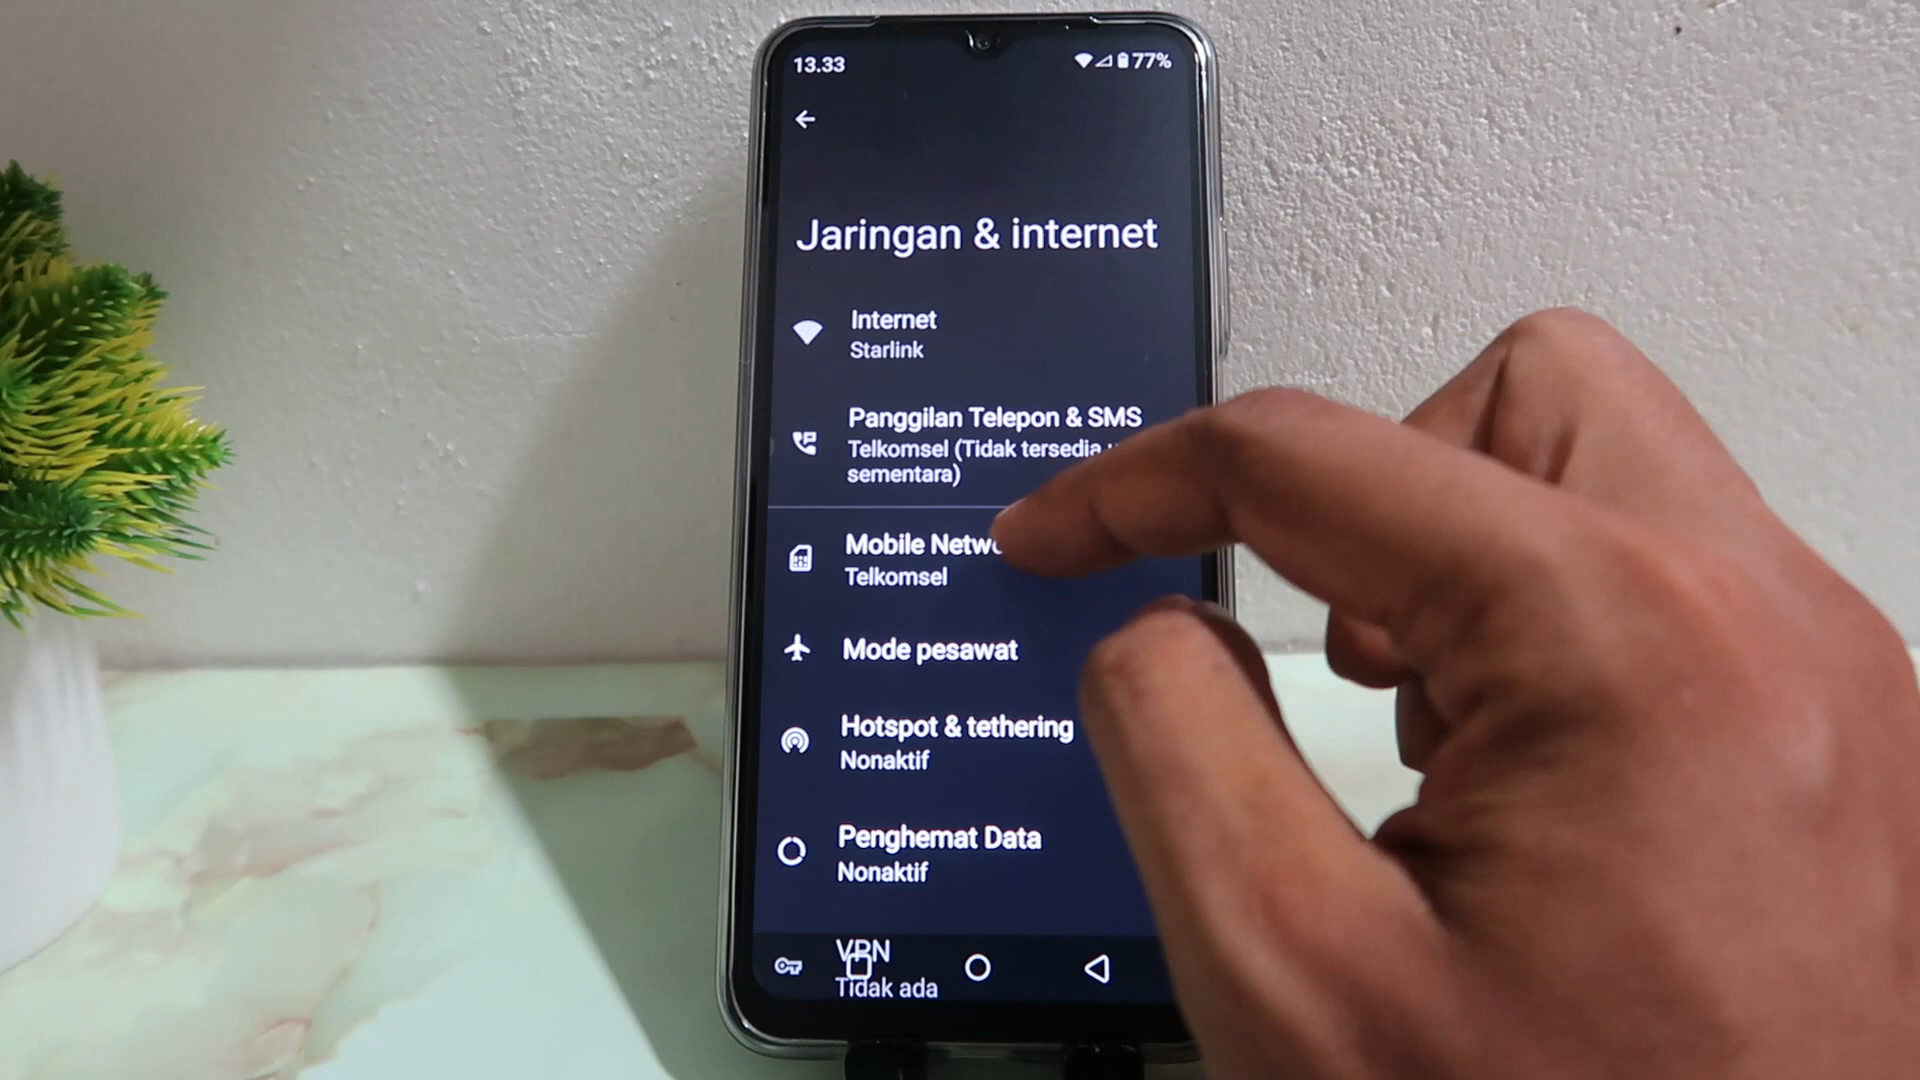 13.33
77%
Jaringan & internet
Internet
Starlink
Panggilan Telepon & SMS
Telkomsel (Tidak tersedia
sementara)
Mobile
Telkomsel
Mode pesawat
Hotspot & tethering
Nonaktif
Penghemat Data
Nonaktif
VPN
Tidak ada